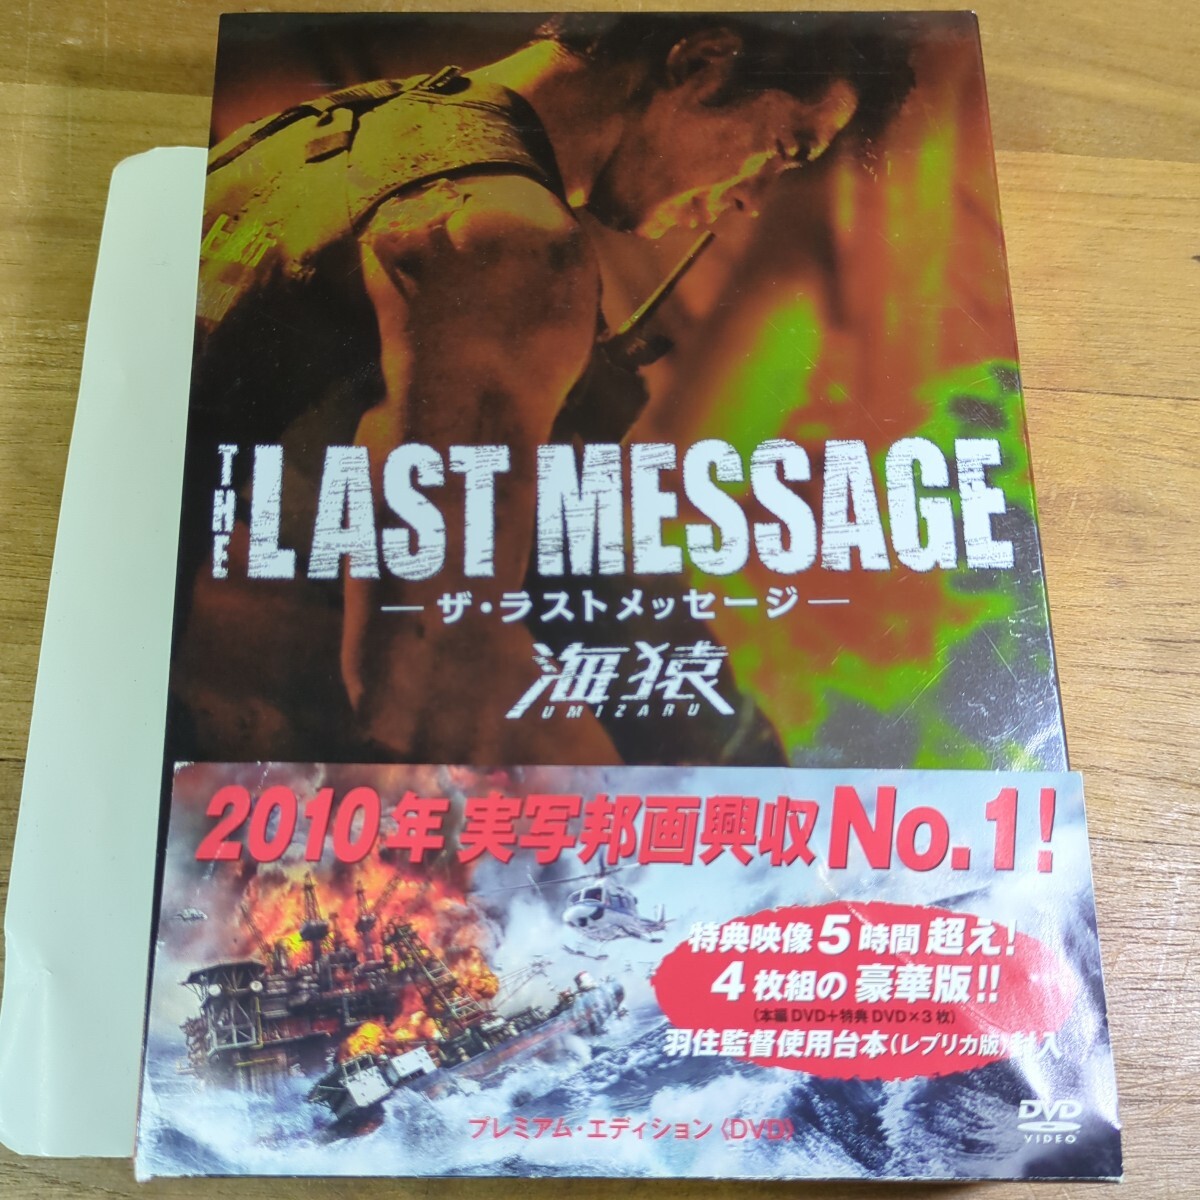 THE LAST MESSAGE
ザ・ラストメッセージ
海猿
UMIZARU
2010年 実写邦画興収 No.1!
特典映像5時間 超え!
4枚組の 豪華版!!
(本編DVD+特典DVD×3枚)
羽住監督使用台本(レプリカ版)封入
プレミアム・エディション〈DVD〉
DVD
VIDEO